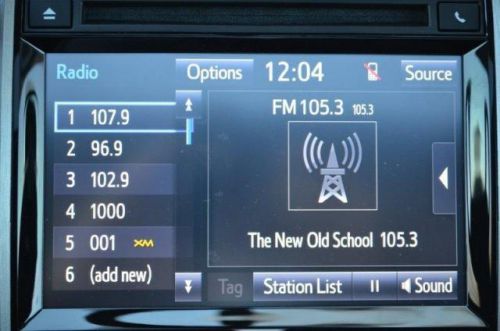 Radio Options 12:04 Source
1 107.9
2 96.9
3 102.9
4 1000
5 001 XM
6 (add new)
FM 105.3 105.3
The New Old School 105.3
Tag Station List Sound